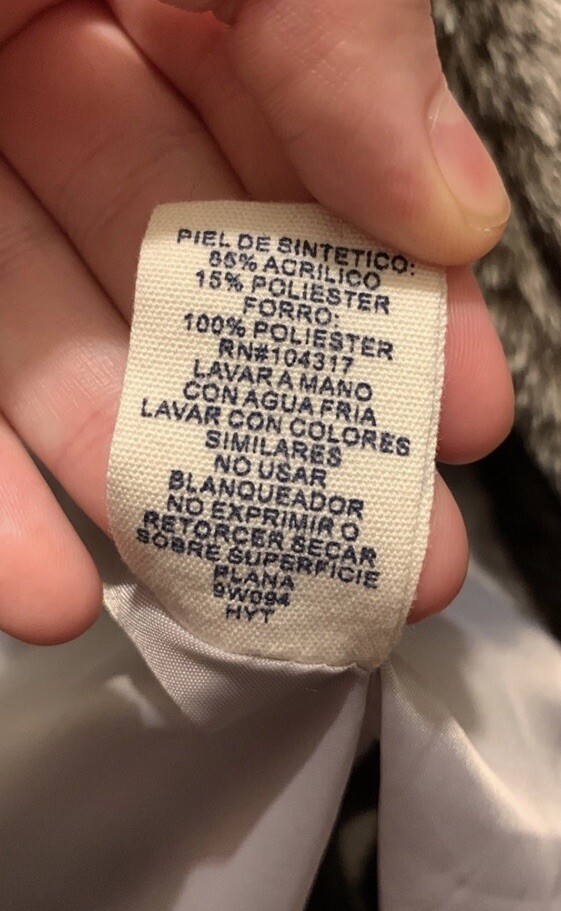 PIEL DE SINTETICO:
85% ACRILICO
15% POLIESTER
FORRO:
100% POLIESTER
RN#104317
LAVAR A MANO
CON AGUA FRIA
LAVAR CON COLORES
SIMILARES
NO USAR
BLANQUEADOR
NO EXPRIMIR O
RETORCER SECAR
SOBRE SUPERFICIE
PLANA
9W094
HYT